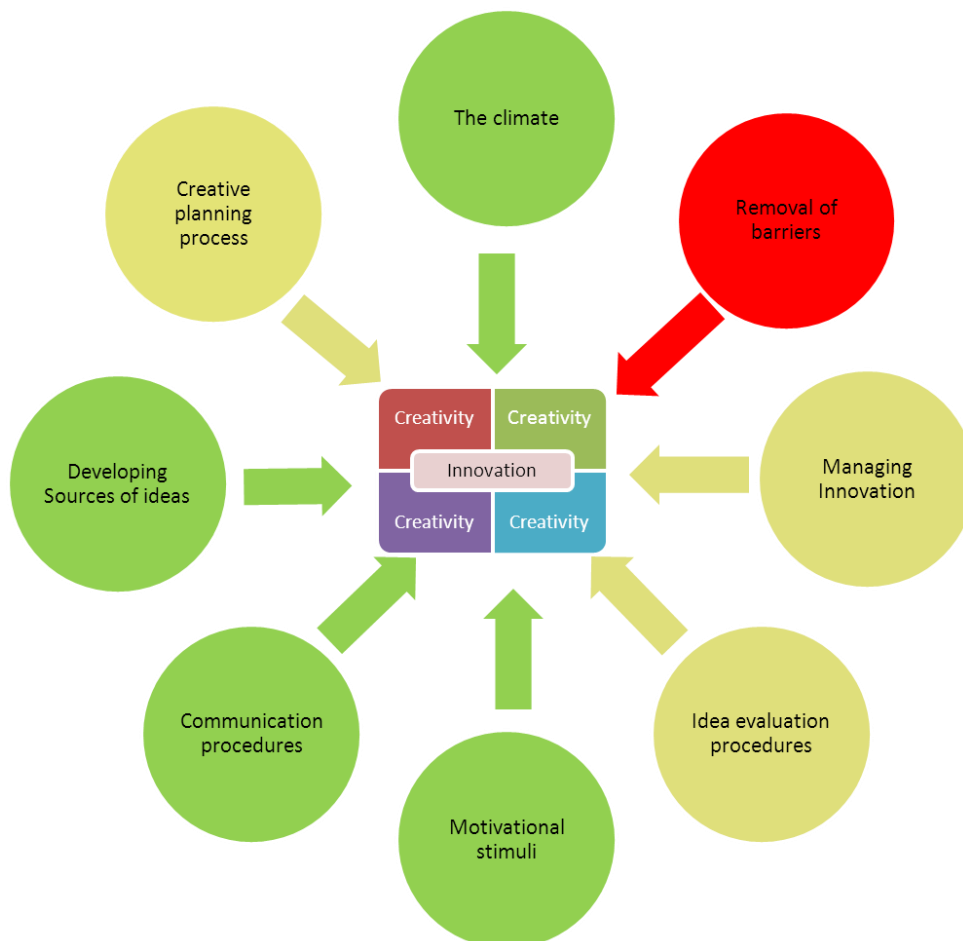 The climate
Creative
planning
process
Removal of
barriers
Creativity
Creativity
Innovation
Creativity
Creativity
Developing
Sources of ideas
Managing
Innovation
Communication
procedures
Idea evaluation
procedures
Motivational
stimuli